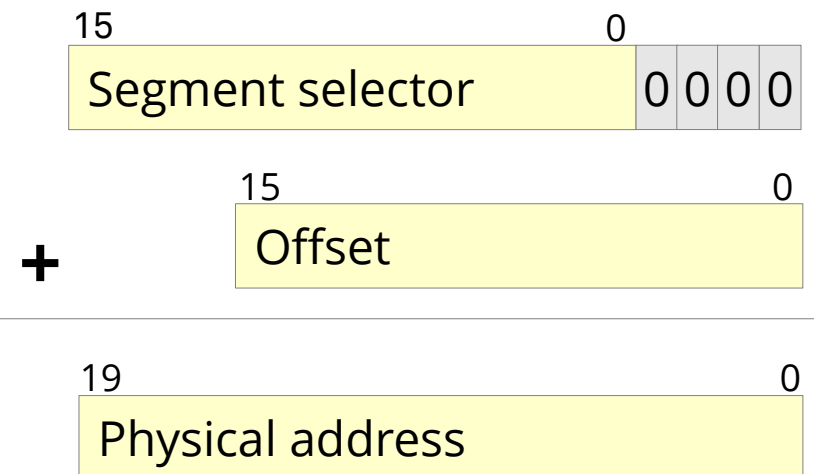 15 0
Segment selector 0 0 0 0
15 0
+ Offset
19 0
Physical address